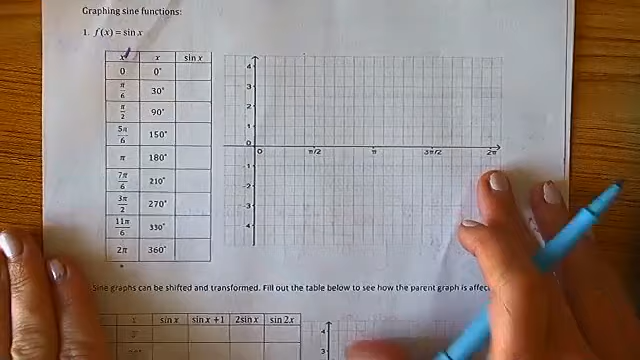 Graphing sine functions:
1. f(x) = sin x
x x sin x
0 0°
π/6 30°
π/2 90°
5π/6 150°
π 180°
7π/6 210°
3π/2 270°
11π/6 330°
2π 360°
4
3
2
1
0
0 π/2 π 3π/2 2π
-1
-2
-3
-4
Sine graphs can be shifted and transformed. Fill out the table below to see how the parent graph is
x sin x sin x + 1 2sin x sin 2x
4
3